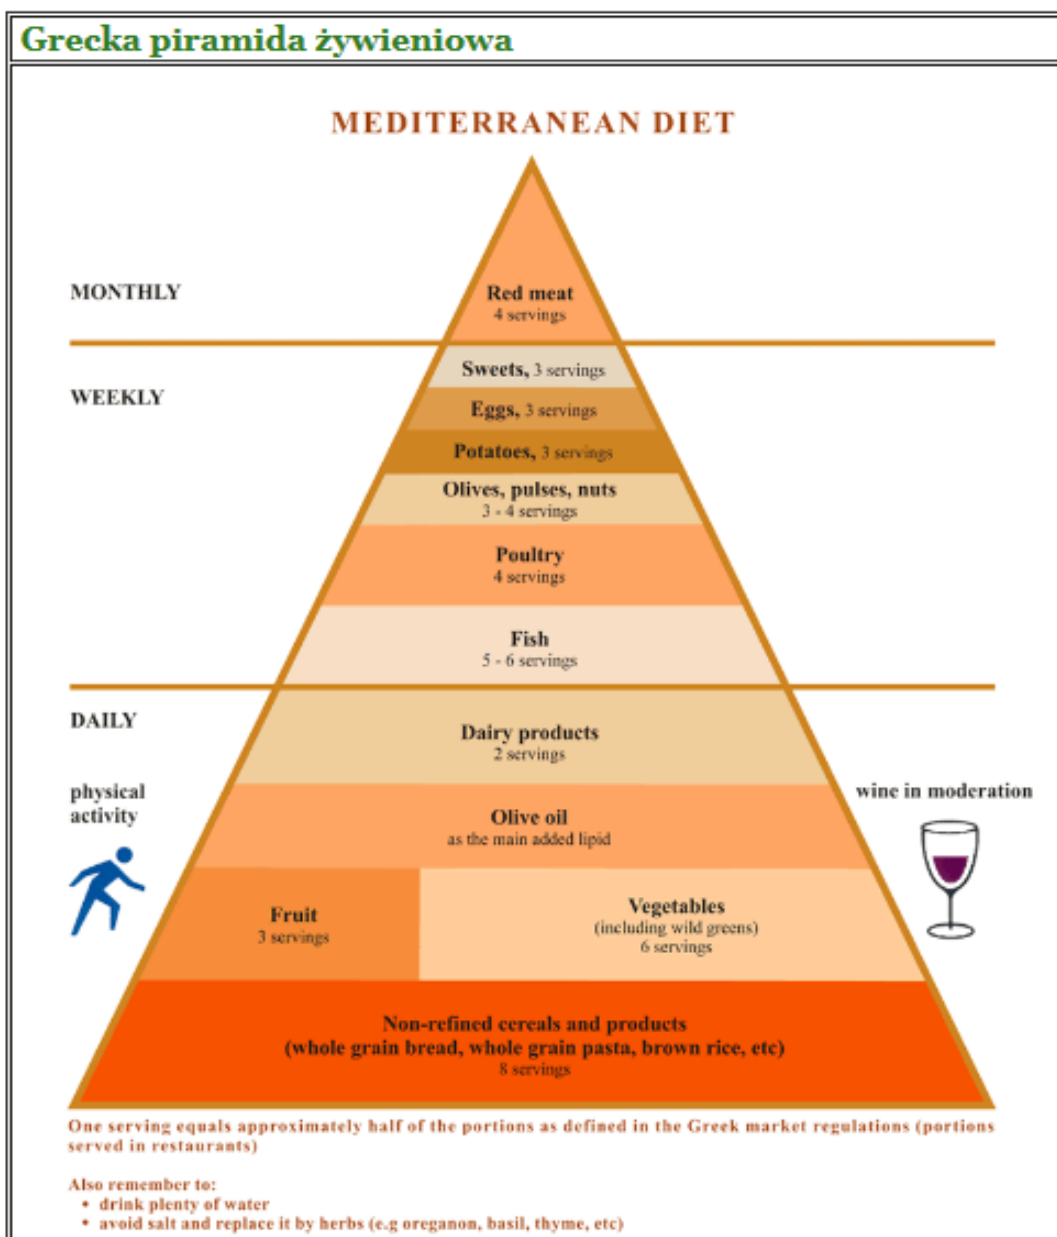 Grecka piramida żywieniowa
MEDITERRANEAN DIET
MONTHLY
Red meat
4 servings
WEEKLY
Sweets, 3 servings
Eggs, 3 servings
Potatoes, 3 servings
Olives, pulses, nuts
3 - 4 servings
Poultry
4 servings
Fish
5 - 6 servings
DAILY
Dairy products
2 servings
physical
activity
wine in moderation
Olive oil
as the main added lipid
Fruit
3 servings
Vegetables
(including wild greens)
6 servings
Non-refined cereals and products
(whole grain bread, whole grain pasta, brown rice, etc)
8 servings
One serving equals approximately half of the portions as defined in the Greek market regulations (portions
served in restaurants)
Also remember to:
• drink plenty of water
• avoid salt and replace it by herbs (e.g oreganon, basil, thyme, etc)